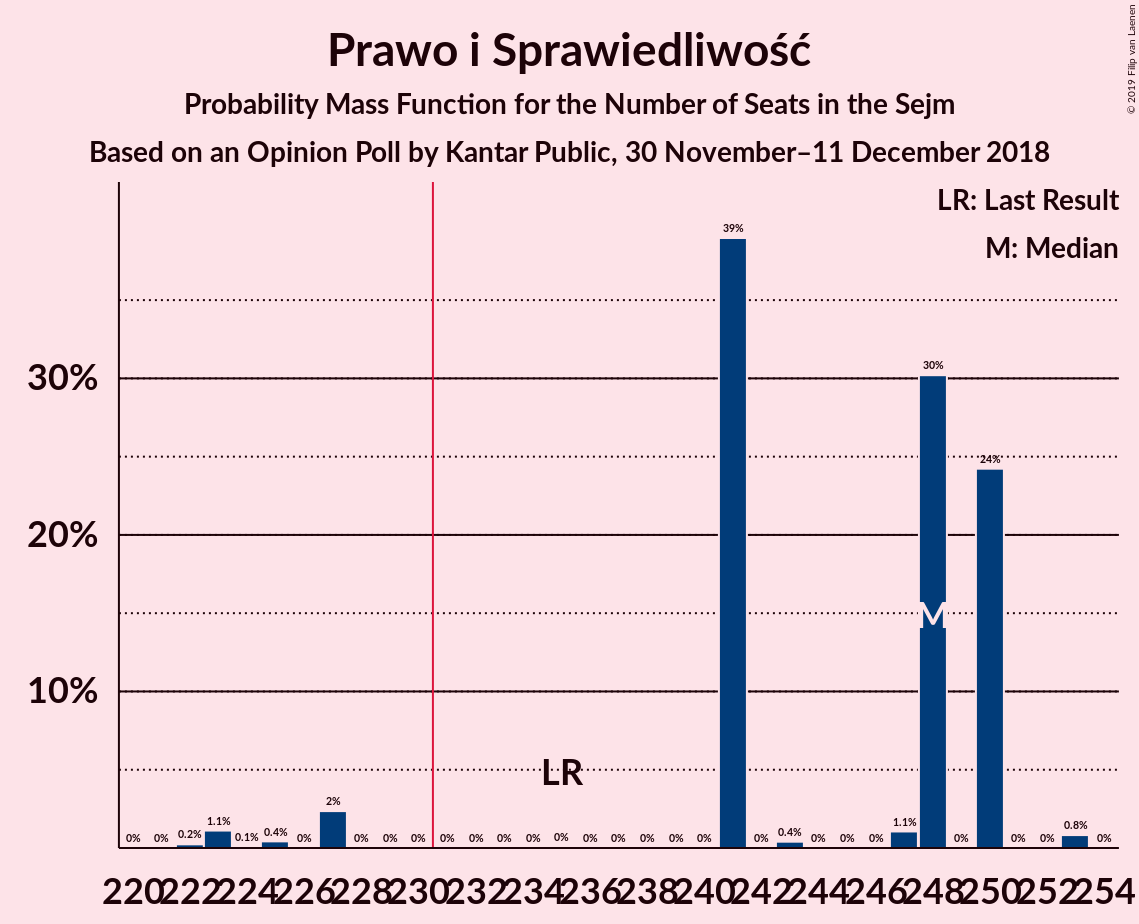 Prawo i Sprawiedliwość
Probability Mass Function for the Number of Seats in the Sejm
Based on an Opinion Poll by Kantar Public, 30 November–11 December 2018
© 2019 Filip van Laenen
LR: Last Result
M: Median
39%
30%
30%
24%
20%
M
10%
LR
0% 0% 0.2% 1.1% 0.1% 0.4% 0% 2% 0% 0% 0% 0% 0% 0% 0% 0% 0% 0% 0% 0% 0% 0.4% 0% 0% 0% 1.1% 0% 0% 0% 0.8% 0%
220 222 224 226 228 230 232 234 236 238 240 242 244 246 248 250 252 254